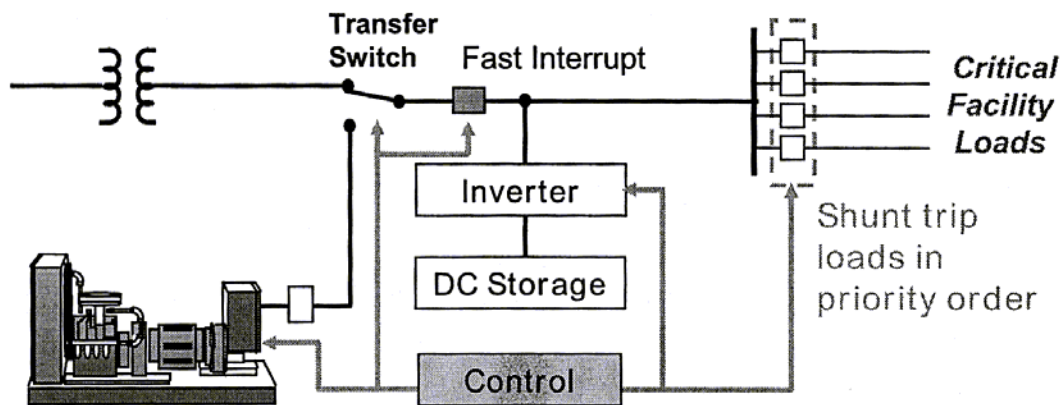 Transfer
Switch
Fast Interrupt
Critical
Facility
Loads
Inverter
DC Storage
Shunt trip
loads in
priority order
Control